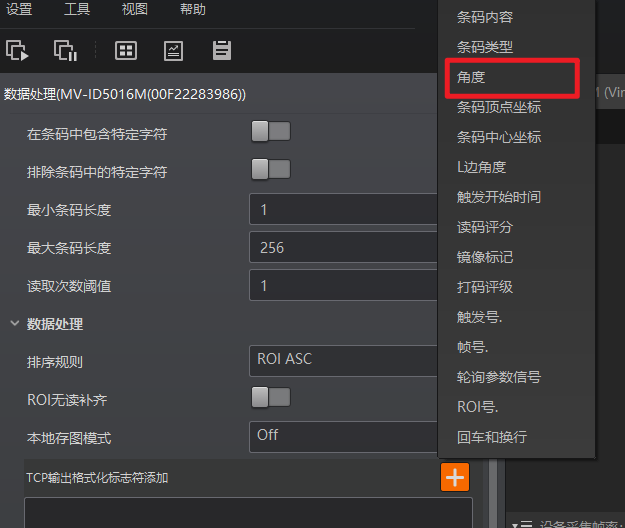 设置 工具 视图 帮助
数据处理(MV-ID5016M(00F22283986))
在条码中包含特定字符
排除条码中的特定字符
最小条码长度 1
最大条码长度 256
读取次数阈值 1
数据处理
排序规则 ROI ASC
ROI无读补齐
本地存图模式 Off
TCP输出格式化标志符添加
条码内容
条码类型
角度
条码顶点坐标
条码中心坐标
L边角度
触发开始时间
读码评分
镜像标记
打码评级
触发号.
帧号.
轮询参数信号
ROI号.
回车和换行
(Vir
设备采集帧率: